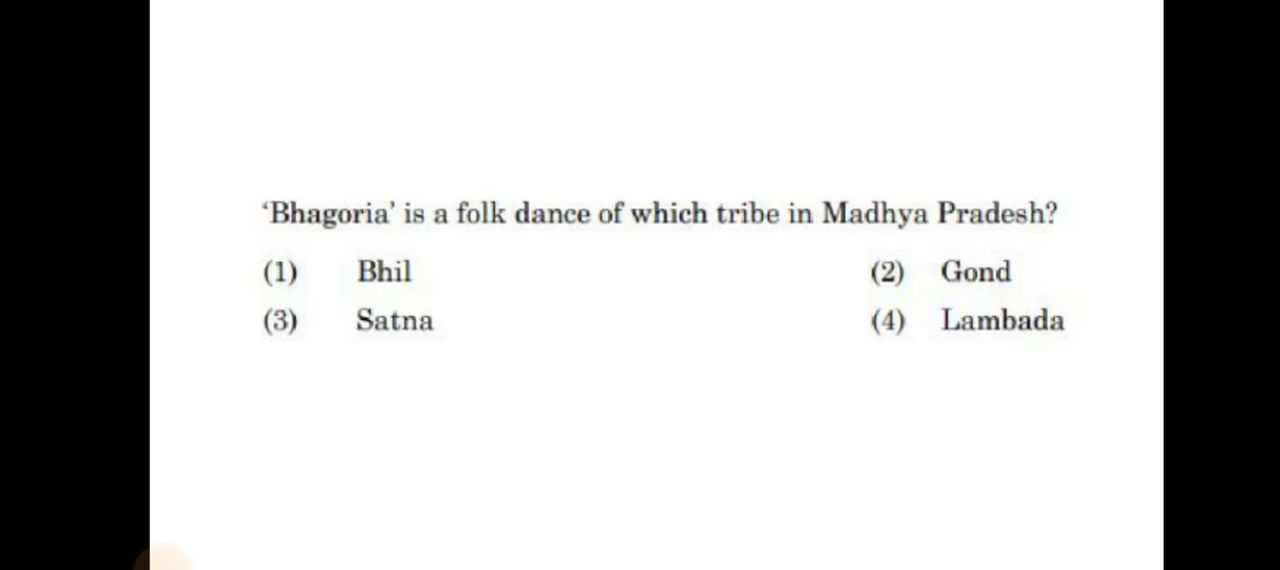 ‘Bhagoria’ is a folk dance of which tribe in Madhya Pradesh?
(1) Bhil (2) Gond
(3) Satna (4) Lambada